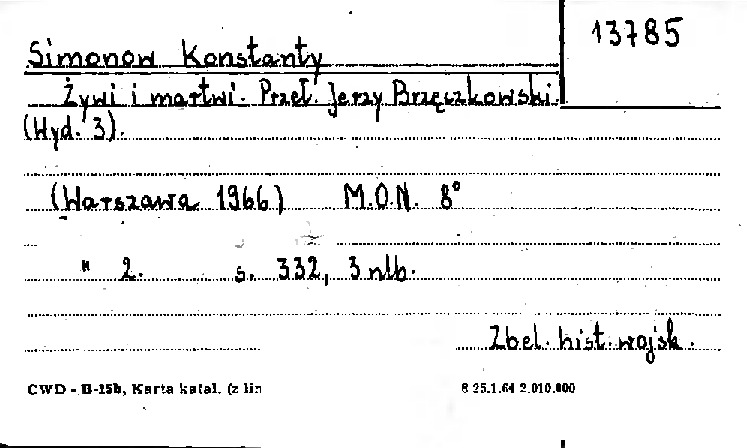 13785
Simonow Konstanty
Żywi i martwi. Przeł. Jerzy Brzęczkowski.
(Wyd. 3).
(Warszawa 1966) M.O.N. 8°
" 2. s. 332, 3 nlb.
Zbel. hist. wojsk.
CWD - B-15b, Karta katal. (z lin 8 25.1.64 2.010.000